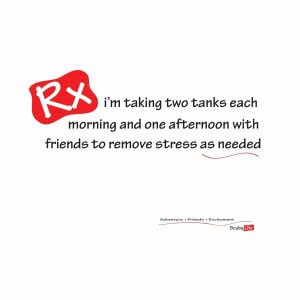 Rx i'm taking two tanks each
morning and one afternoon with
friends to remove stress as needed
Adventure • Friends • Excitement
Scuba Life